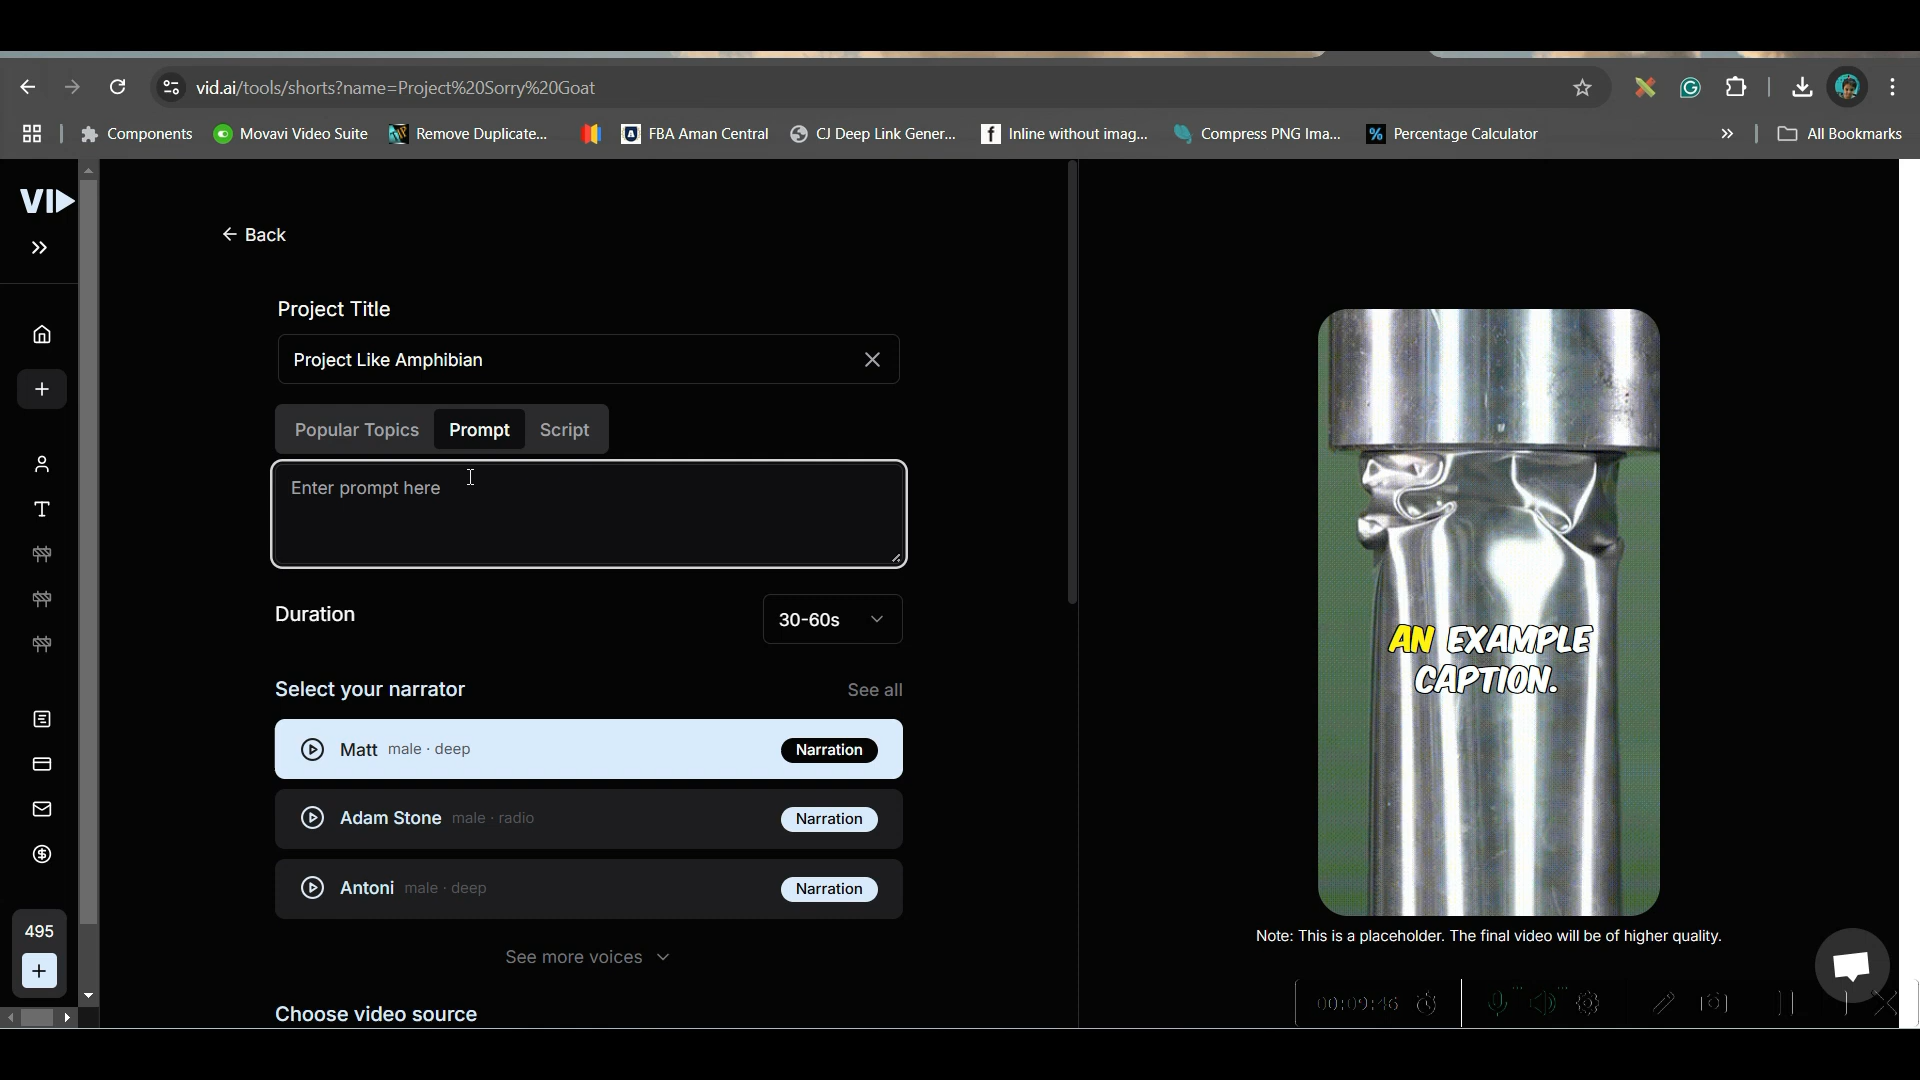 vid.ai/tools/shorts?name=Project%20Sorry%20Goat
Components
Movavi Video Suite
Remove Duplicate...
FBA Aman Central
CJ Deep Link Gener...
Inline without imag...
Compress PNG Ima...
Percentage Calculator
All Bookmarks
VID
Back
Project Title
Project Like Amphibian
Popular Topics
Prompt
Script
Enter prompt here
Duration
30-60s
Select your narrator
See all
Matt male · deep
Narration
Adam Stone male · radio
Narration
Antoni male · deep
Narration
See more voices
Choose video source
495
AN EXAMPLE
CAPTION.
Note: This is a placeholder. The final video will be of higher quality.
00:09:46